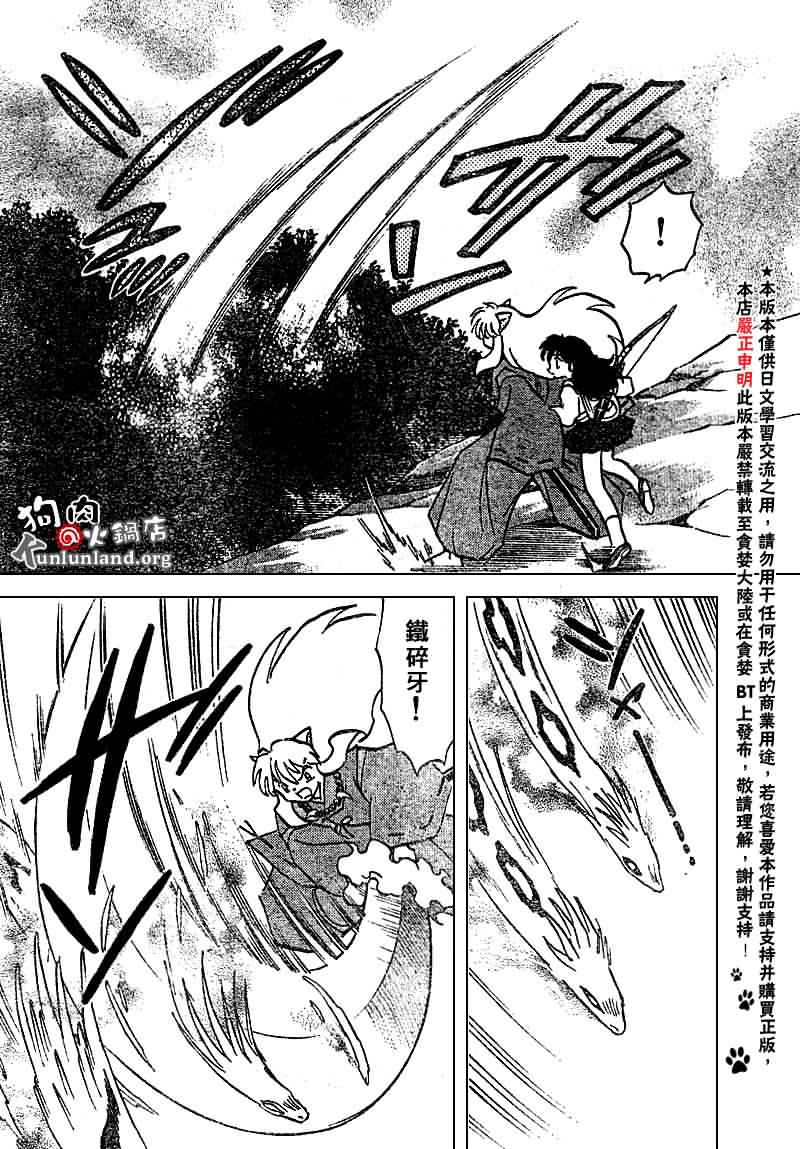 ザッ
!
狗肉@火鍋店
Kunlunland.org
★本版本僅供日文學習交流之用，請勿用于任何形式的商業用途，若您喜愛本作品請支持并購買正版，
本店嚴正申明此版本嚴禁轉載至貪婪大陸或在貪婪 BT 上發布，敬請理解，謝謝支持！
鐵碎牙！